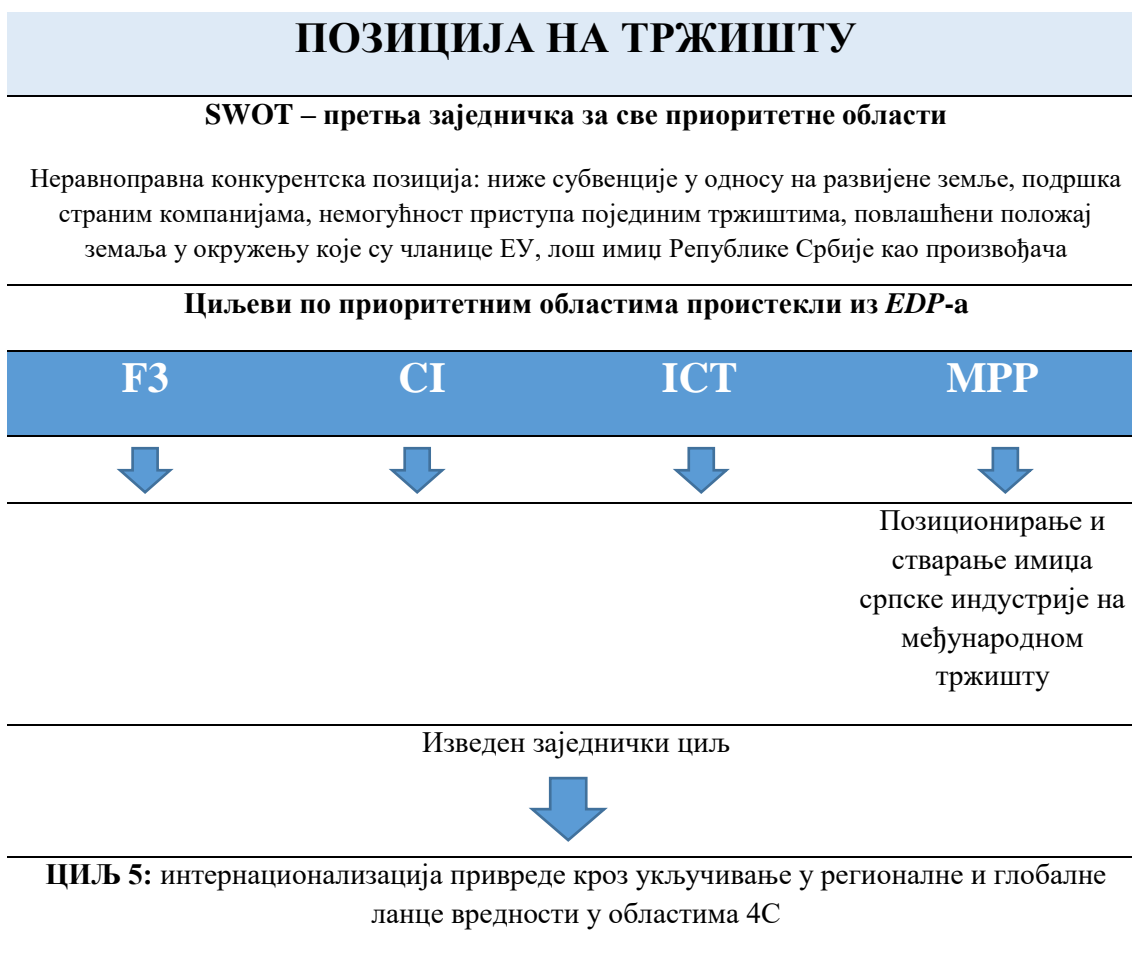 ПОЗИЦИЈА НА ТРЖИШТУ
SWOT – претња заједничка за све приоритетне области
Неравноправна конкурентска позиција: ниже субвенције у односу на развијене земље, подршка
страним компанијама, немогућност приступа појединим тржиштима, повлашћени положај
земаља у окружењу које су чланице ЕУ, лош имиџ Републике Србије као произвођача
Циљеви по приоритетним областима проистекли из EDP-а
F3 CI ICT MPP
Позиционирање и
стварање имиџа
српске индустрије на
међународном
тржишту
Изведен заједнички циљ
ЦИЉ 5: интернационализација привреде кроз укључивање у регионалне и глобалне
ланце вредности у областима 4С